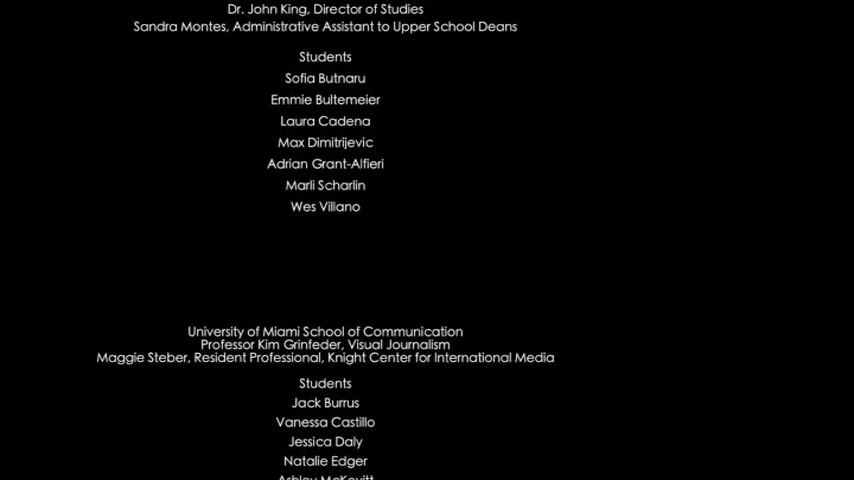 Dr. John King, Director of Studies
Sandra Montes, Administrative Assistant to Upper School Deans
Students
Sofia Butnaru
Emmie Bultemeier
Laura Cadena
Max Dimitrijevic
Adrian Grant-Alfieri
Marli Scharlin
Wes Villano
University of Miami School of Communication
Professor Kim Grinfeder, Visual Journalism
Maggie Steber, Resident Professional, Knight Center for International Media
Students
Jack Burrus
Vanessa Castillo
Jessica Daly
Natalie Edger
Ashley McKevitt